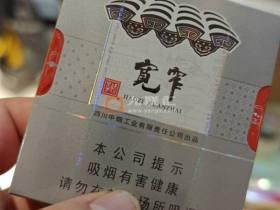 宽窄
KUANZHAI
四川中烟工业有限责任公司出品
本公司提示
吸烟有害健康
请勿在
场所吸